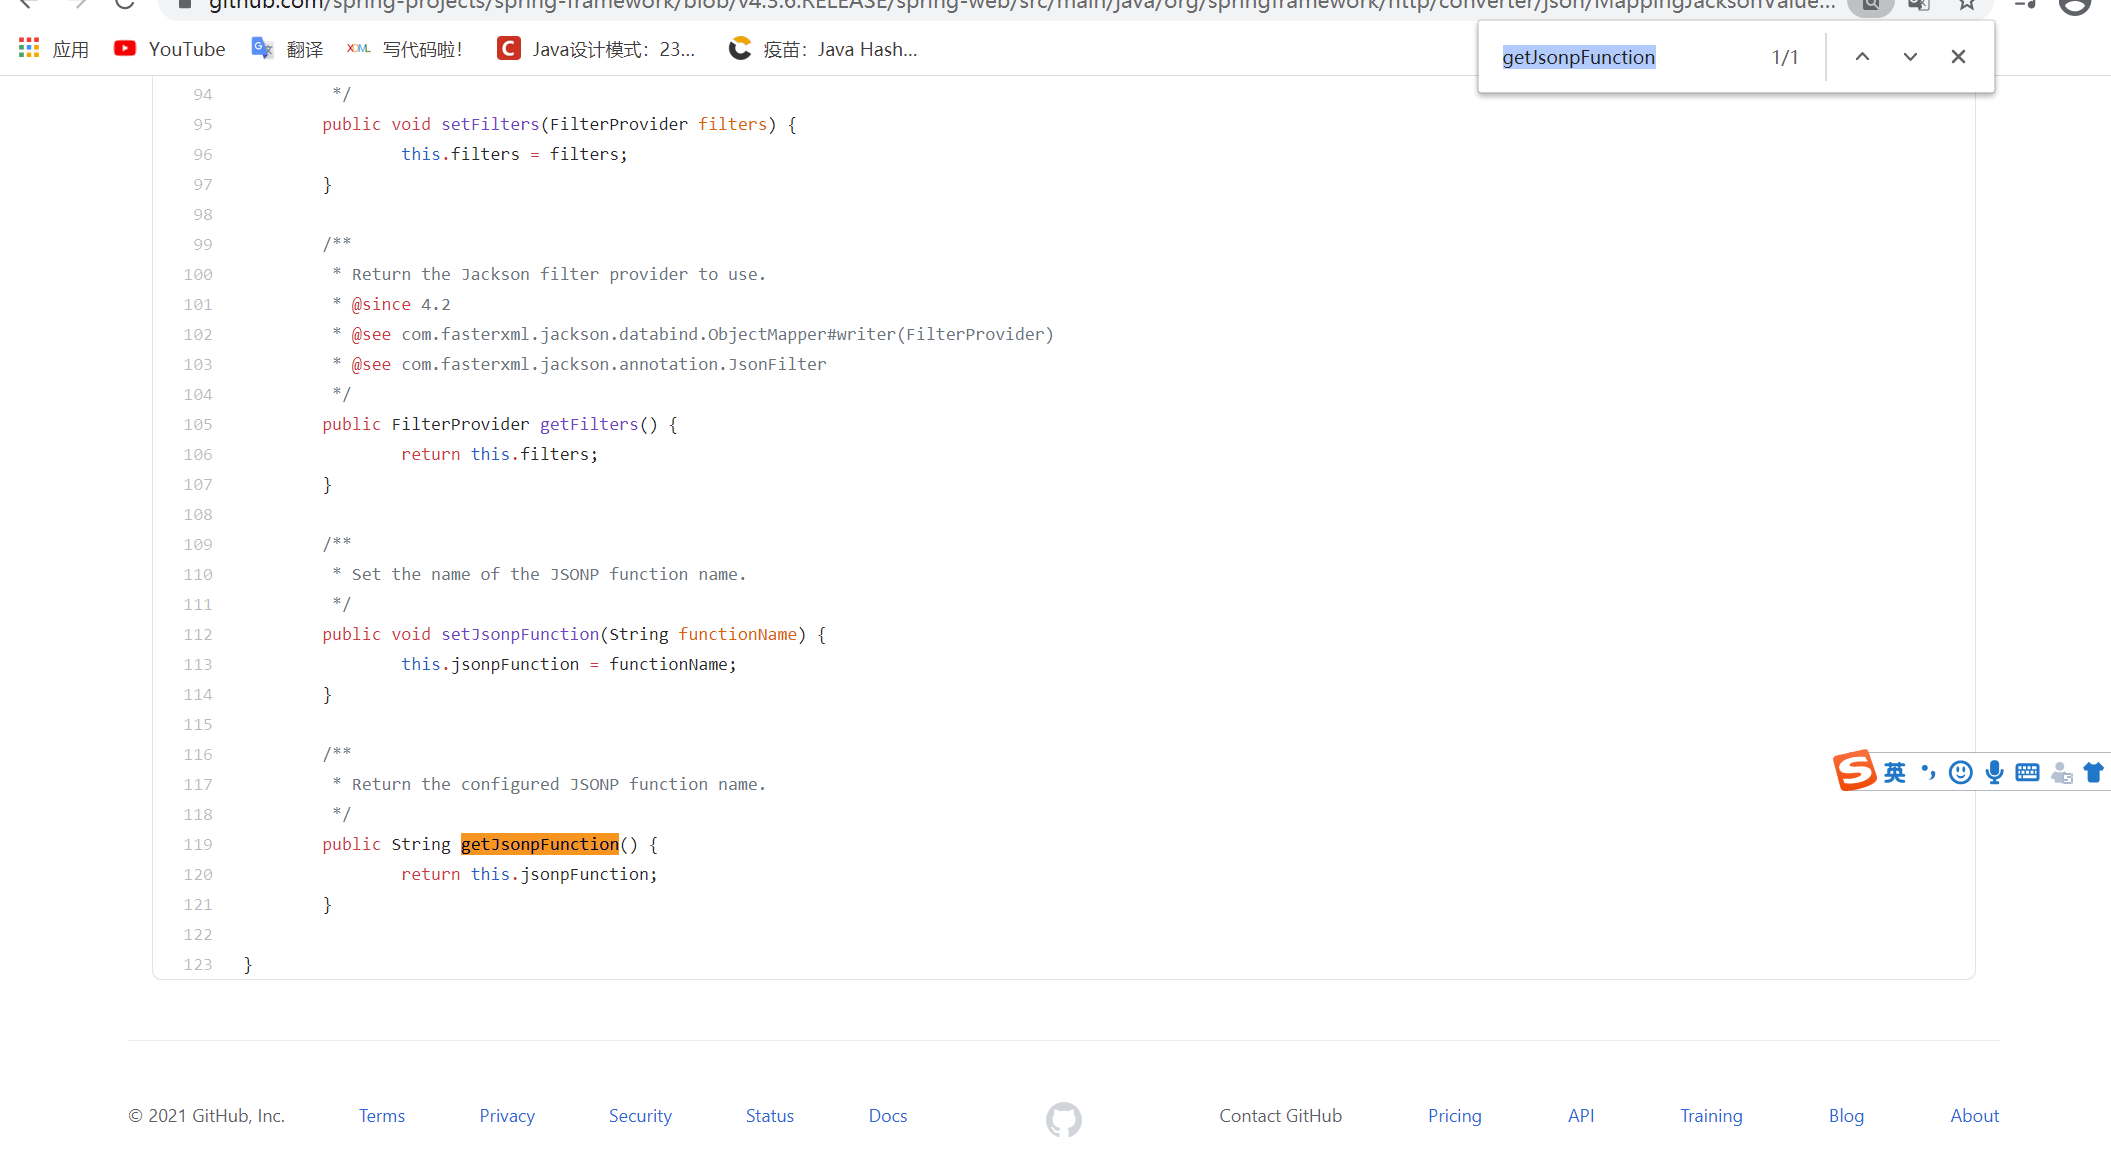 github.com/spring-projects/spring-framework/blob/v4.3.6.RELEASE/spring-web/src/main/java/org/springframework/http/converter/json/MappingJacksonValue...
应用 YouTube 翻译 XML 写代码啦! Java设计模式：23... 疫苗：Java Hash...
getJsonpFunction 1/1
94 */
95 public void setFilters(FilterProvider filters) {
96 this.filters = filters;
97 }
98
99 /**
100 * Return the Jackson filter provider to use.
101 * @since 4.2
102 * @see com.fasterxml.jackson.databind.ObjectMapper#writer(FilterProvider)
103 * @see com.fasterxml.jackson.annotation.JsonFilter
104 */
105 public FilterProvider getFilters() {
106 return this.filters;
107 }
108
109 /**
110 * Set the name of the JSONP function name.
111 */
112 public void setJsonpFunction(String functionName) {
113 this.jsonpFunction = functionName;
114 }
115
116 /**
117 * Return the configured JSONP function name.
118 */
119 public String getJsonpFunction() {
120 return this.jsonpFunction;
121 }
122
123 }
英
© 2021 GitHub, Inc. Terms Privacy Security Status Docs Contact GitHub Pricing API Training Blog About